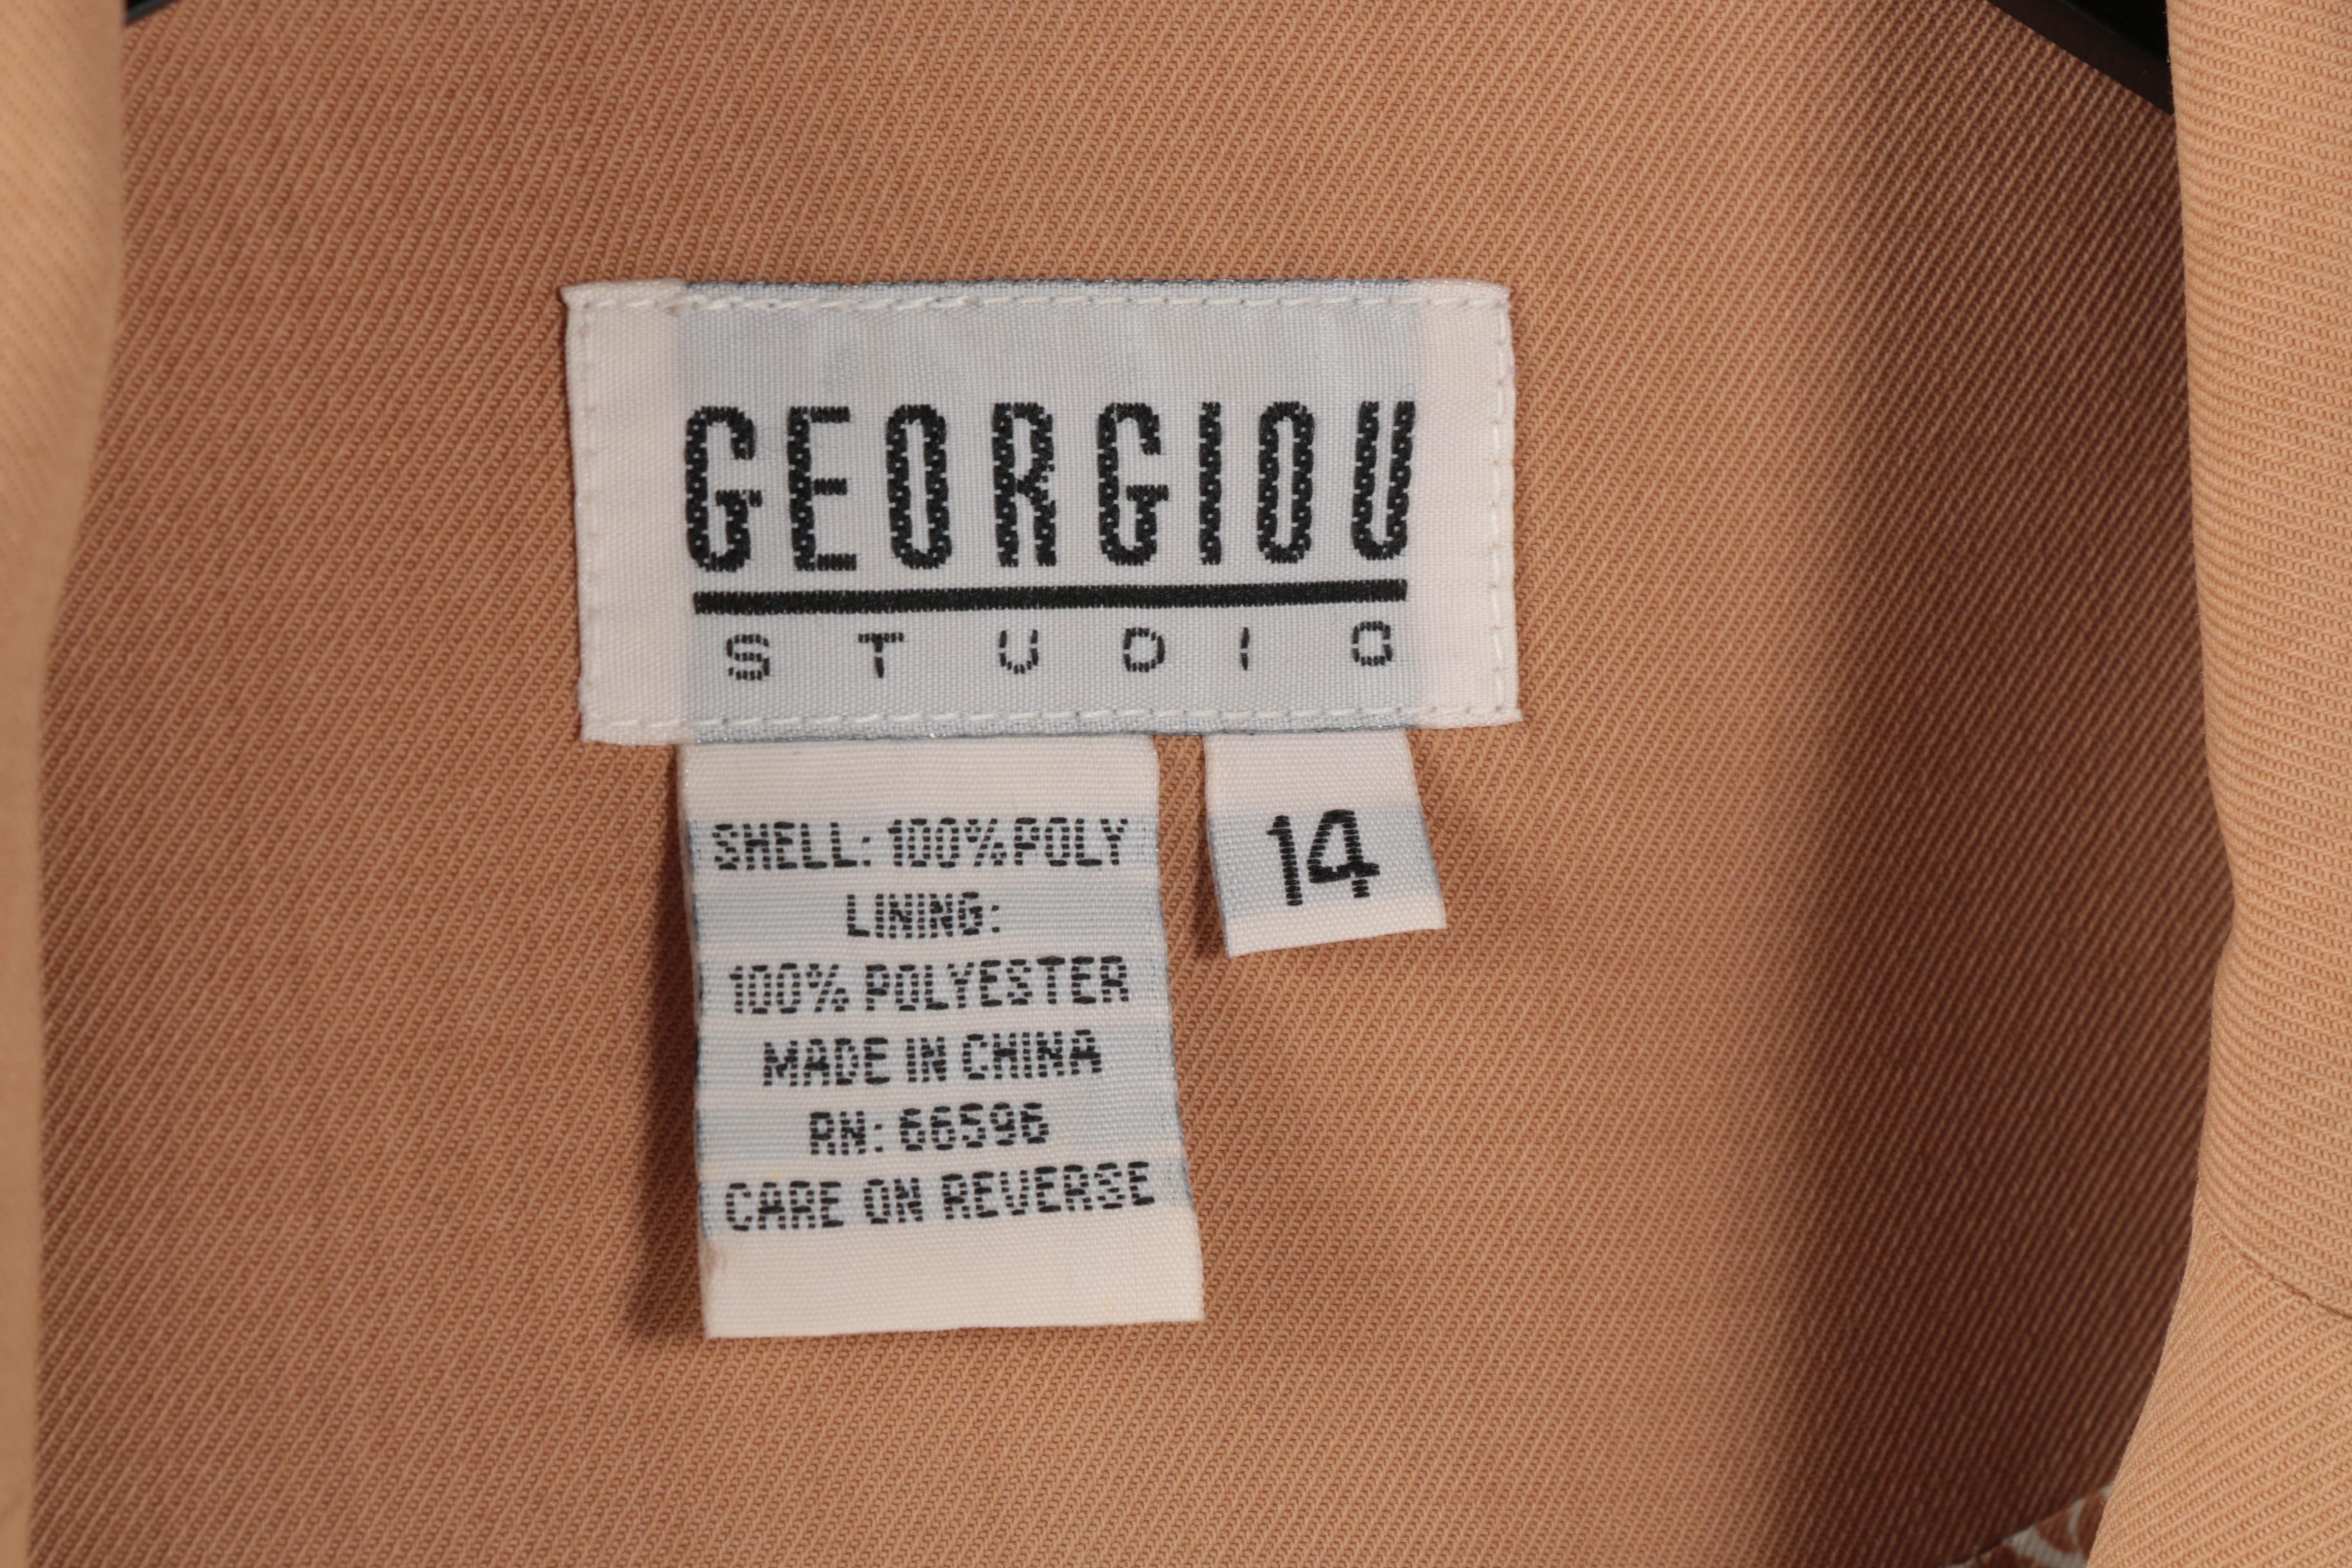 GEORGIOU
STUDIO
14
SHELL: 100% POLY
LINING:
100% POLYESTER
MADE IN CHINA
RN: 66596
CARE ON REVERSE